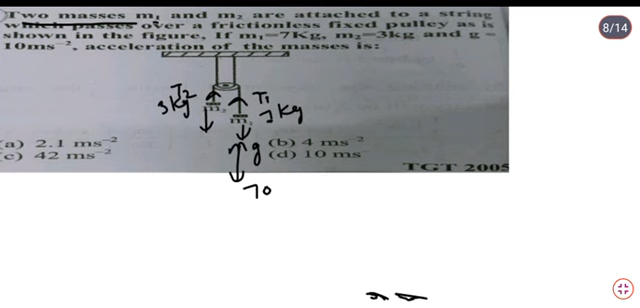 Two masses m₁ and m₂ are attached to a string
which passes over a frictionless fixed pulley as is
shown in the figure, If m₁=7Kg, m₂=3kg and g =
10ms⁻², acceleration of the masses is:
T2 T1
3kg m₂ m₁ 7Kg
g
(a) 2.1 ms⁻² (b) 4 ms⁻²
(c) 42 ms⁻² (d) 10 ms
TGT 2005
70
8/14